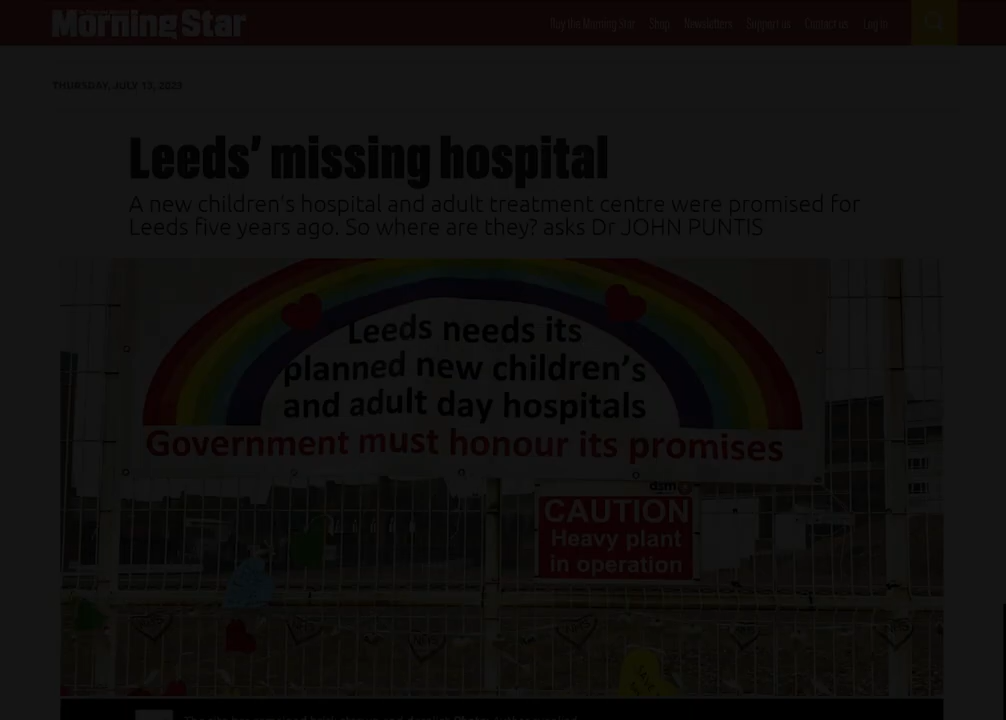 Morning Star
Buy the Morning Star Shop Newsletters Support us Contact us Log in
THURSDAY, JULY 13, 2023
Leeds' missing hospital
A new children's hospital and adult treatment centre were promised for
Leeds five years ago. So where are they? asks Dr JOHN PUNTIS
Leeds needs its
planned new children's
and adult day hospitals
Government must honour its promises
dsm
CAUTION
Heavy plant
in operation